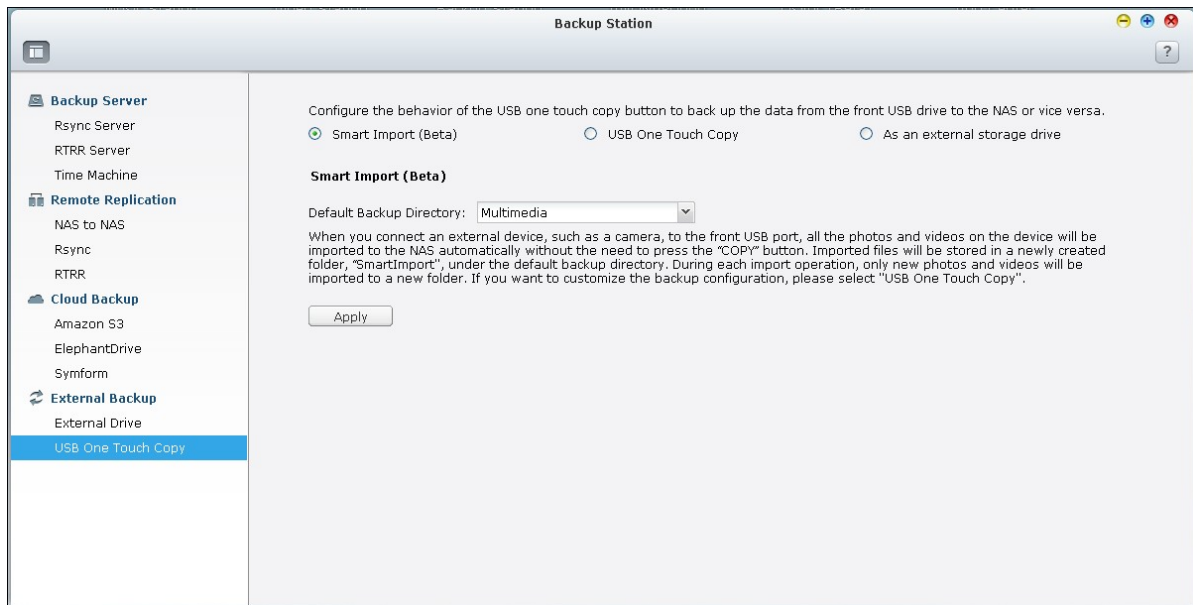 Backup Station
?
Backup Server
Rsync Server
RTRR Server
Time Machine
Remote Replication
NAS to NAS
Rsync
RTRR
Cloud Backup
Amazon S3
ElephantDrive
Symform
External Backup
External Drive
USB One Touch Copy
Configure the behavior of the USB one touch copy button to back up the data from the front USB drive to the NAS or vice versa.
Smart Import (Beta) USB One Touch Copy As an external storage drive
Smart Import (Beta)
Default Backup Directory: Multimedia
When you connect an external device, such as a camera, to the front USB port, all the photos and videos on the device will be
imported to the NAS automatically without the need to press the “COPY” button. Imported files will be stored in a newly created
folder, “SmartImport”, under the default backup directory. During each import operation, only new photos and videos will be
imported to a new folder. If you want to customize the backup configuration, please select "USB One Touch Copy".
Apply